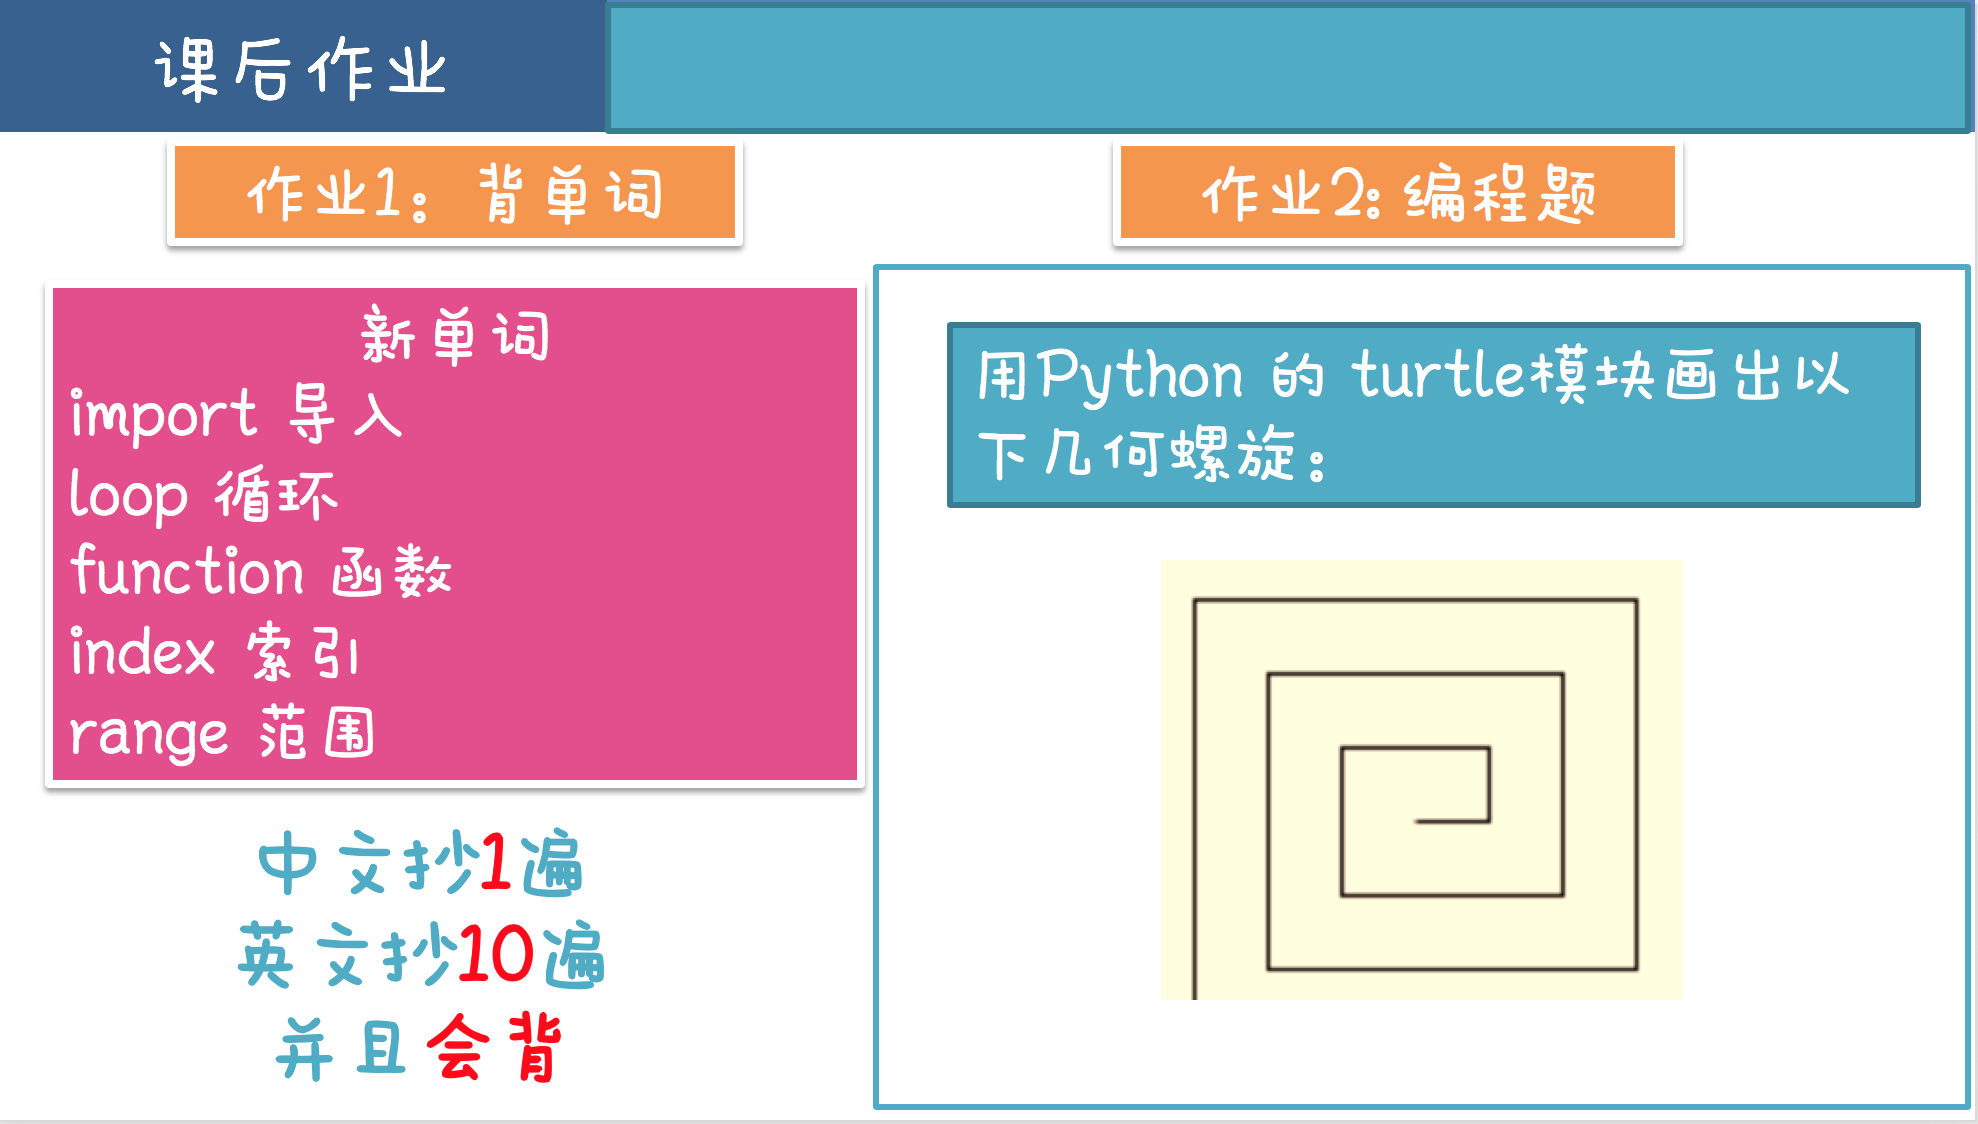 课后作业
作业1：背单词
新单词
import 导入
loop 循环
function 函数
index 索引
range 范围
中文抄1遍
英文抄10遍
并且会背
作业2:编程题
用Python 的 turtle模块画出以
下几何螺旋：